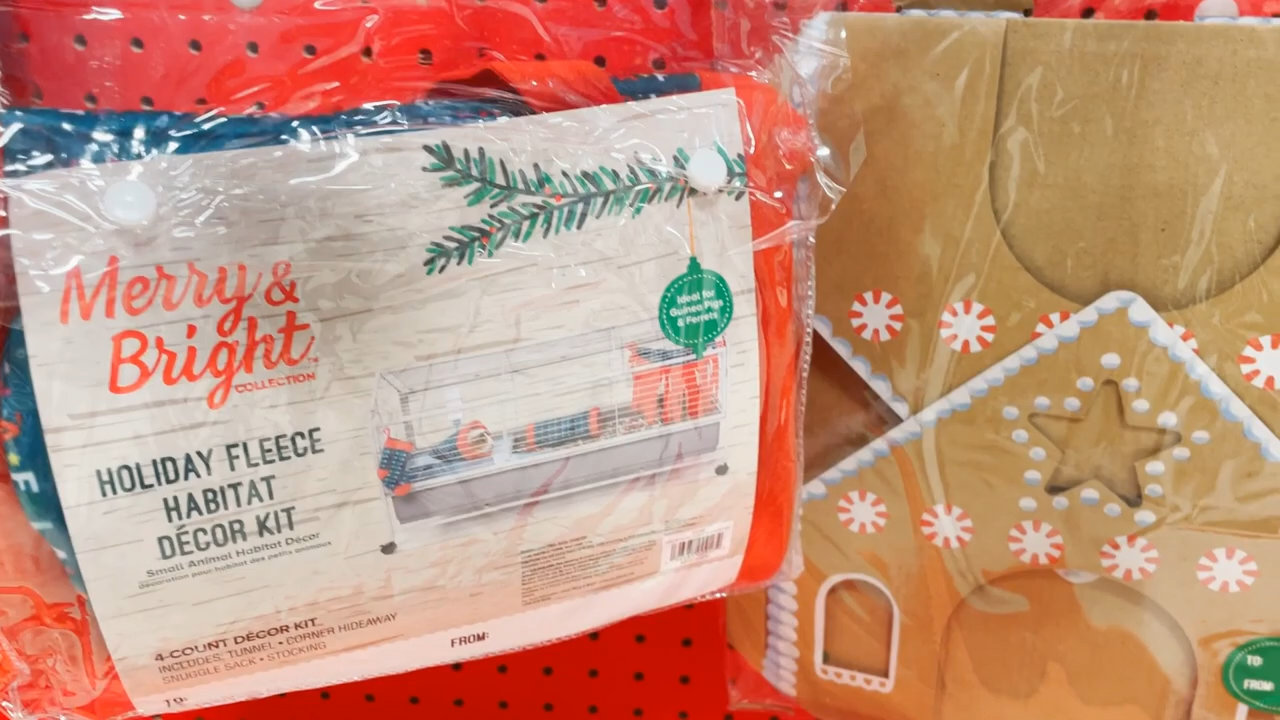 Merry &
Bright
COLLECTION
Ideal for
Guinea Pigs
& Ferrets
HOLIDAY FLEECE
HABITAT
DÉCOR KIT
Small Animal Habitat Décor
décoration pour habitat des petits animaux
4-COUNT DÉCOR KIT
INCLUDES, TUNNEL • CORNER HIDEAWAY
SNUGGLE SACK • STOCKING
TO:
FROM:
TO:
FROM: